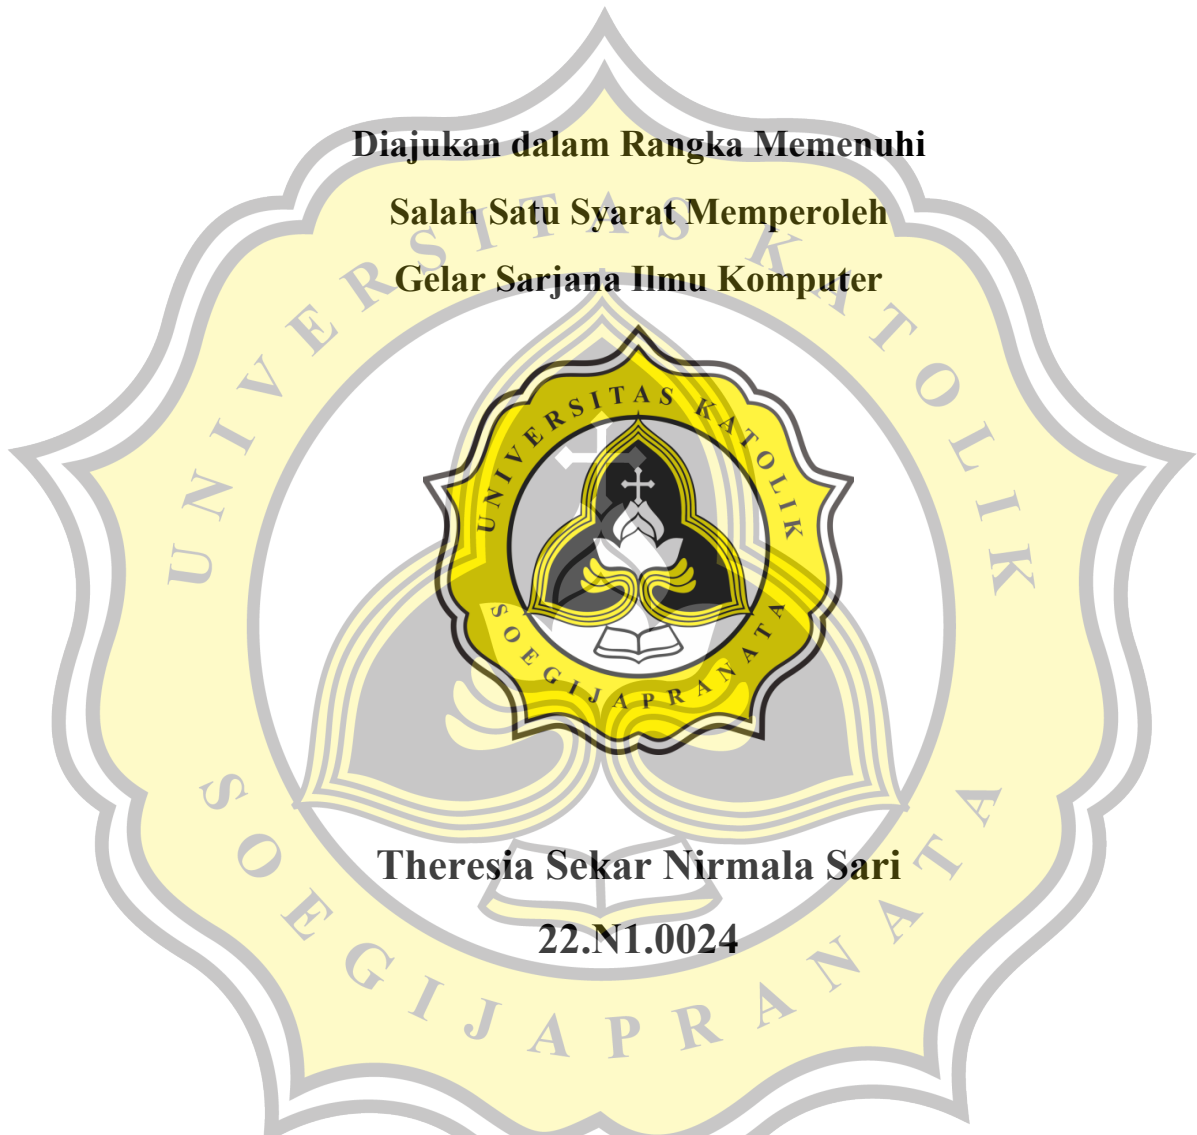 Diajukan dalam Rangka Memenuhi
Salah Satu Syarat Memperoleh
Gelar Sarjana Ilmu Komputer
UNIVERSITAS KATOLIK
SOEGIJAPRANATA
Theresia Sekar Nirmala Sari
22.N1.0024
UNIVERSITAS KATOLIK
SOEGIJAPRANATA